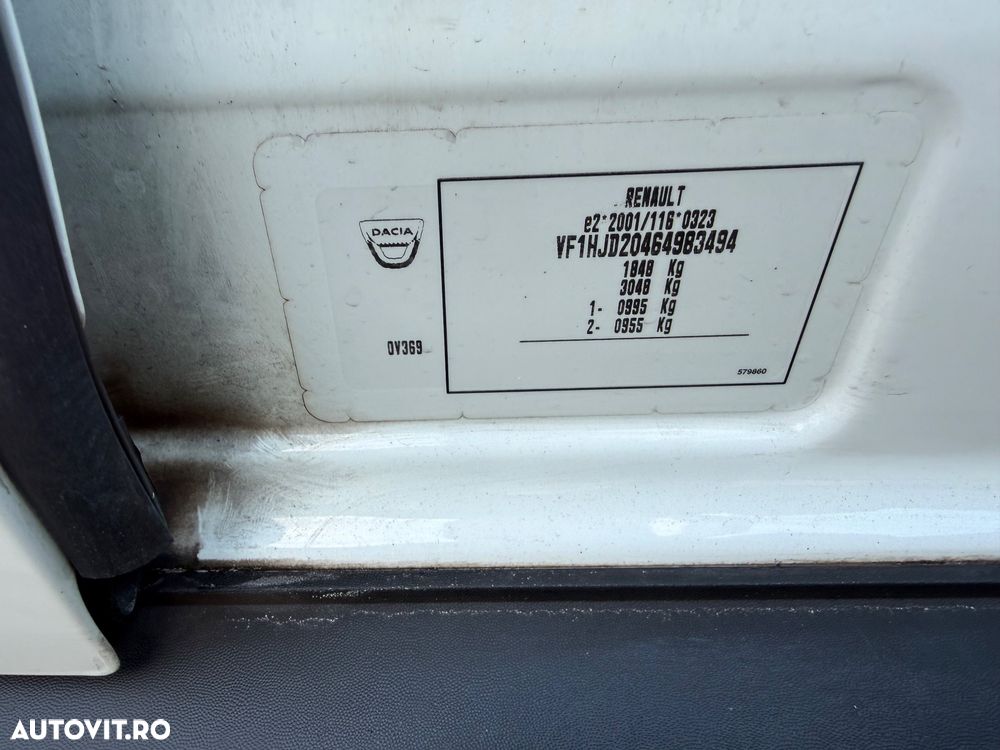 RENAULT
e2*2001/116*0323
VF1HJD20464983494
1848 Kg
3048 Kg
1- 0995 Kg
2- 0955 Kg
DACIA
0V369
579860
AUTOVIT.RO